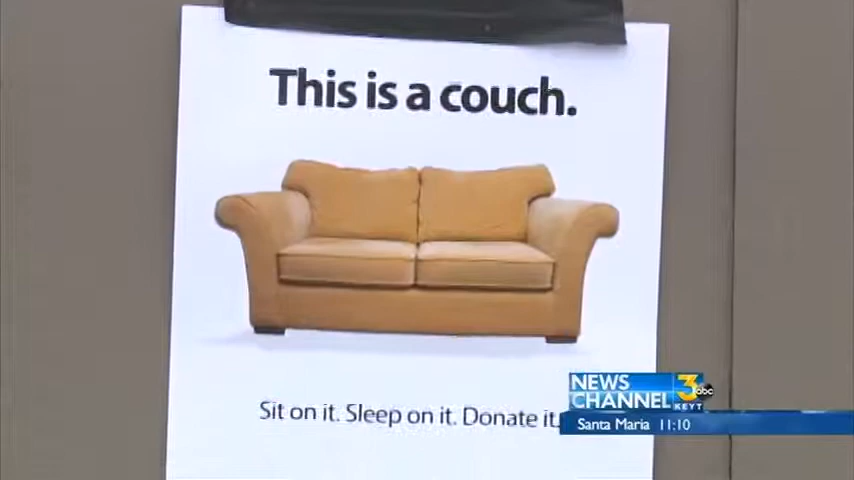 This is a couch.
Sit on it. Sleep on it. Donate it.
NEWS
CHANNEL 3 abc
KEYT
Santa Maria 11:10